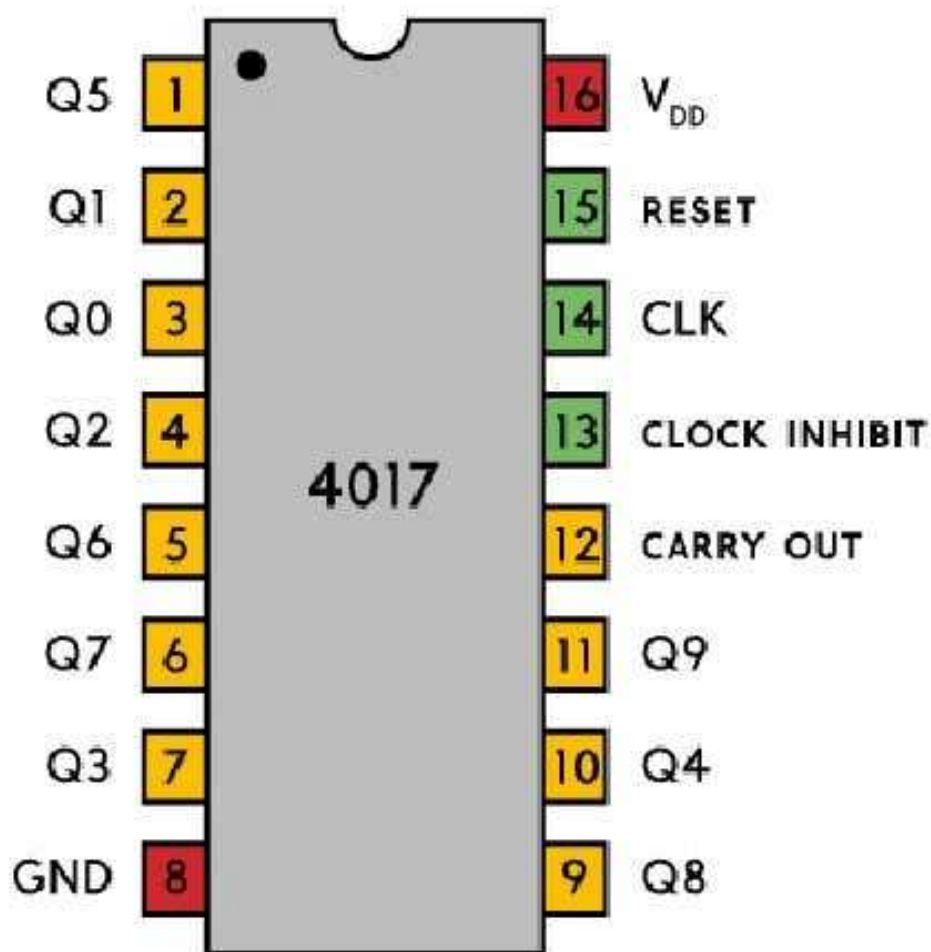 Q5 1 16 VDD
Q1 2 15 RESET
Q0 3 14 CLK
Q2 4 13 CLOCK INHIBIT
4017
Q6 5 12 CARRY OUT
Q7 6 11 Q9
Q3 7 10 Q4
GND 8 9 Q8